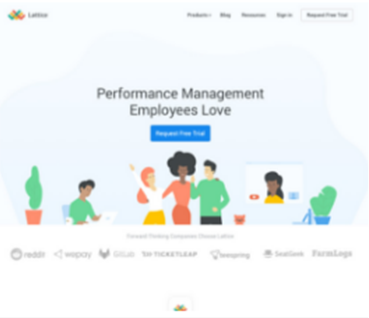 Lattice
Products Blog Resources Sign in Request Free Trial
Performance Management
Employees Love
Request Free Trial
Forward-Thinking Companies Choose Lattice
reddit wepay GitLab TICKETLEAP teespring SeatGeek FarmLogs